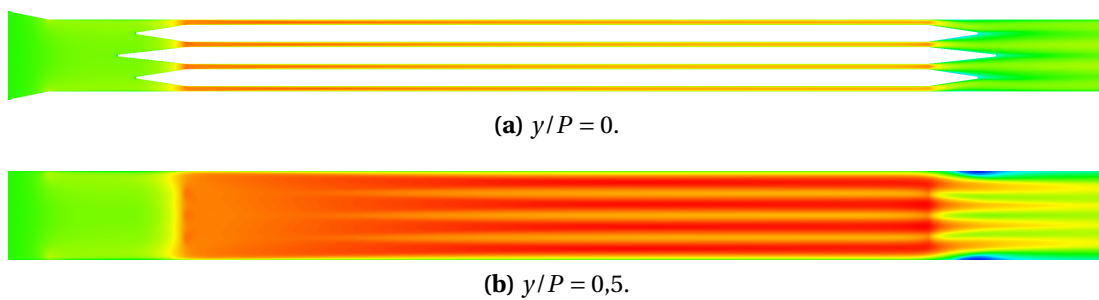 (a) y/P = 0.
(b) y/P = 0,5.